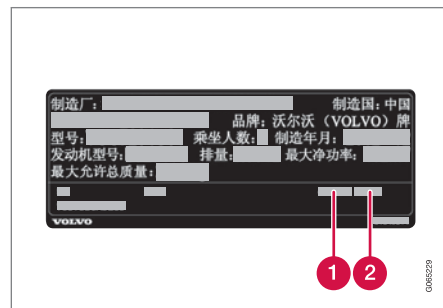 制造厂： 制造国：中国
品牌：沃尔沃（VOLVO）牌
型号： 乘坐人数： 制造年月：
发动机型号： 排量： 最大净功率：
最大允许总质量：
VOLVO
1 2
G065229